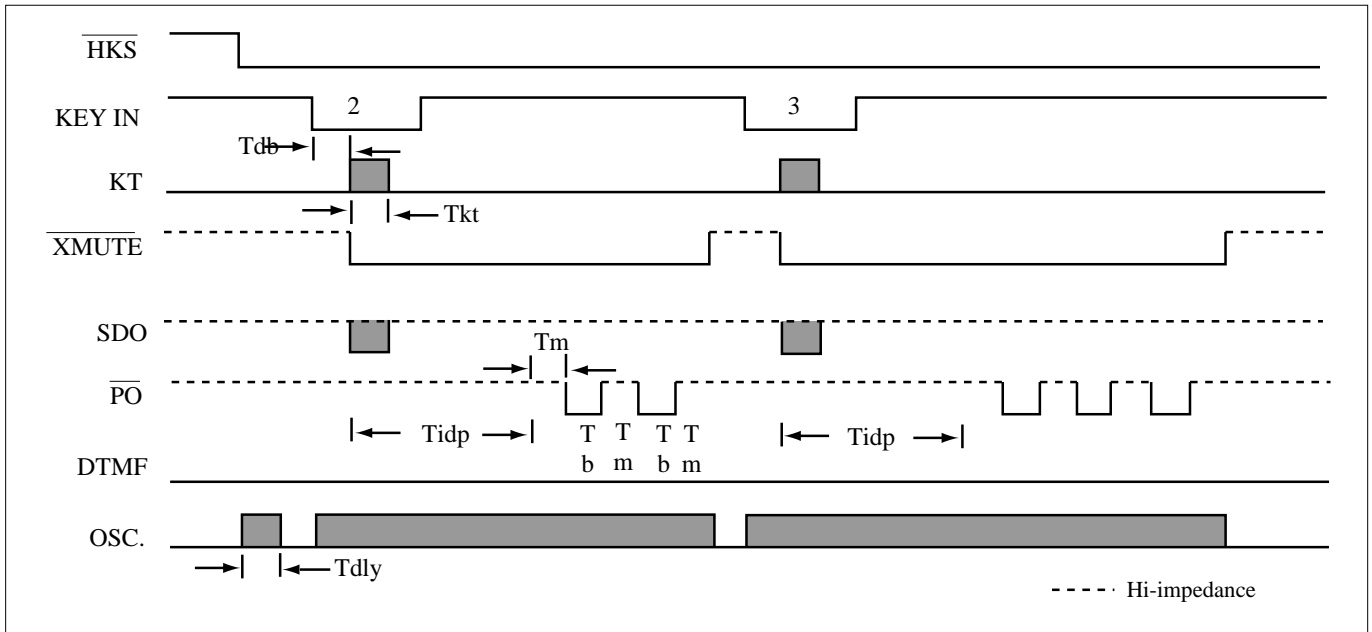 HKS
KEY IN 2 3
Tdb
KT
Tkt
XMUTE
SDO
Tm
PO
Tidp T b T m T b T m Tidp
DTMF
OSC.
Tdly
Hi-impedance